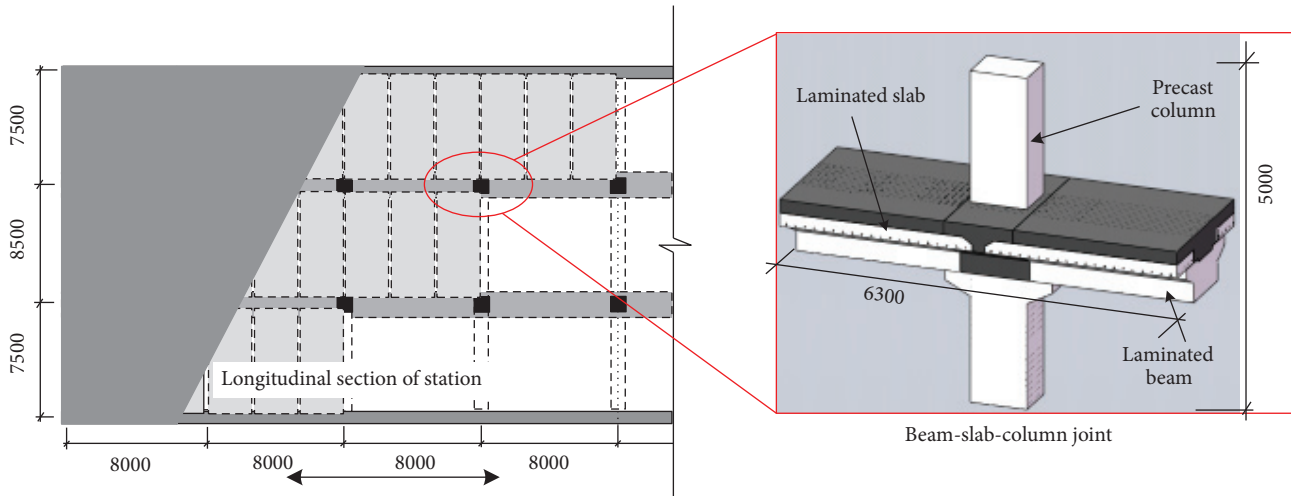 7500
8500
7500
Longitudinal section of station
8000
8000
8000
8000
Laminated slab
Precast
column
5000
6300
Laminated
beam
Beam-slab-column joint